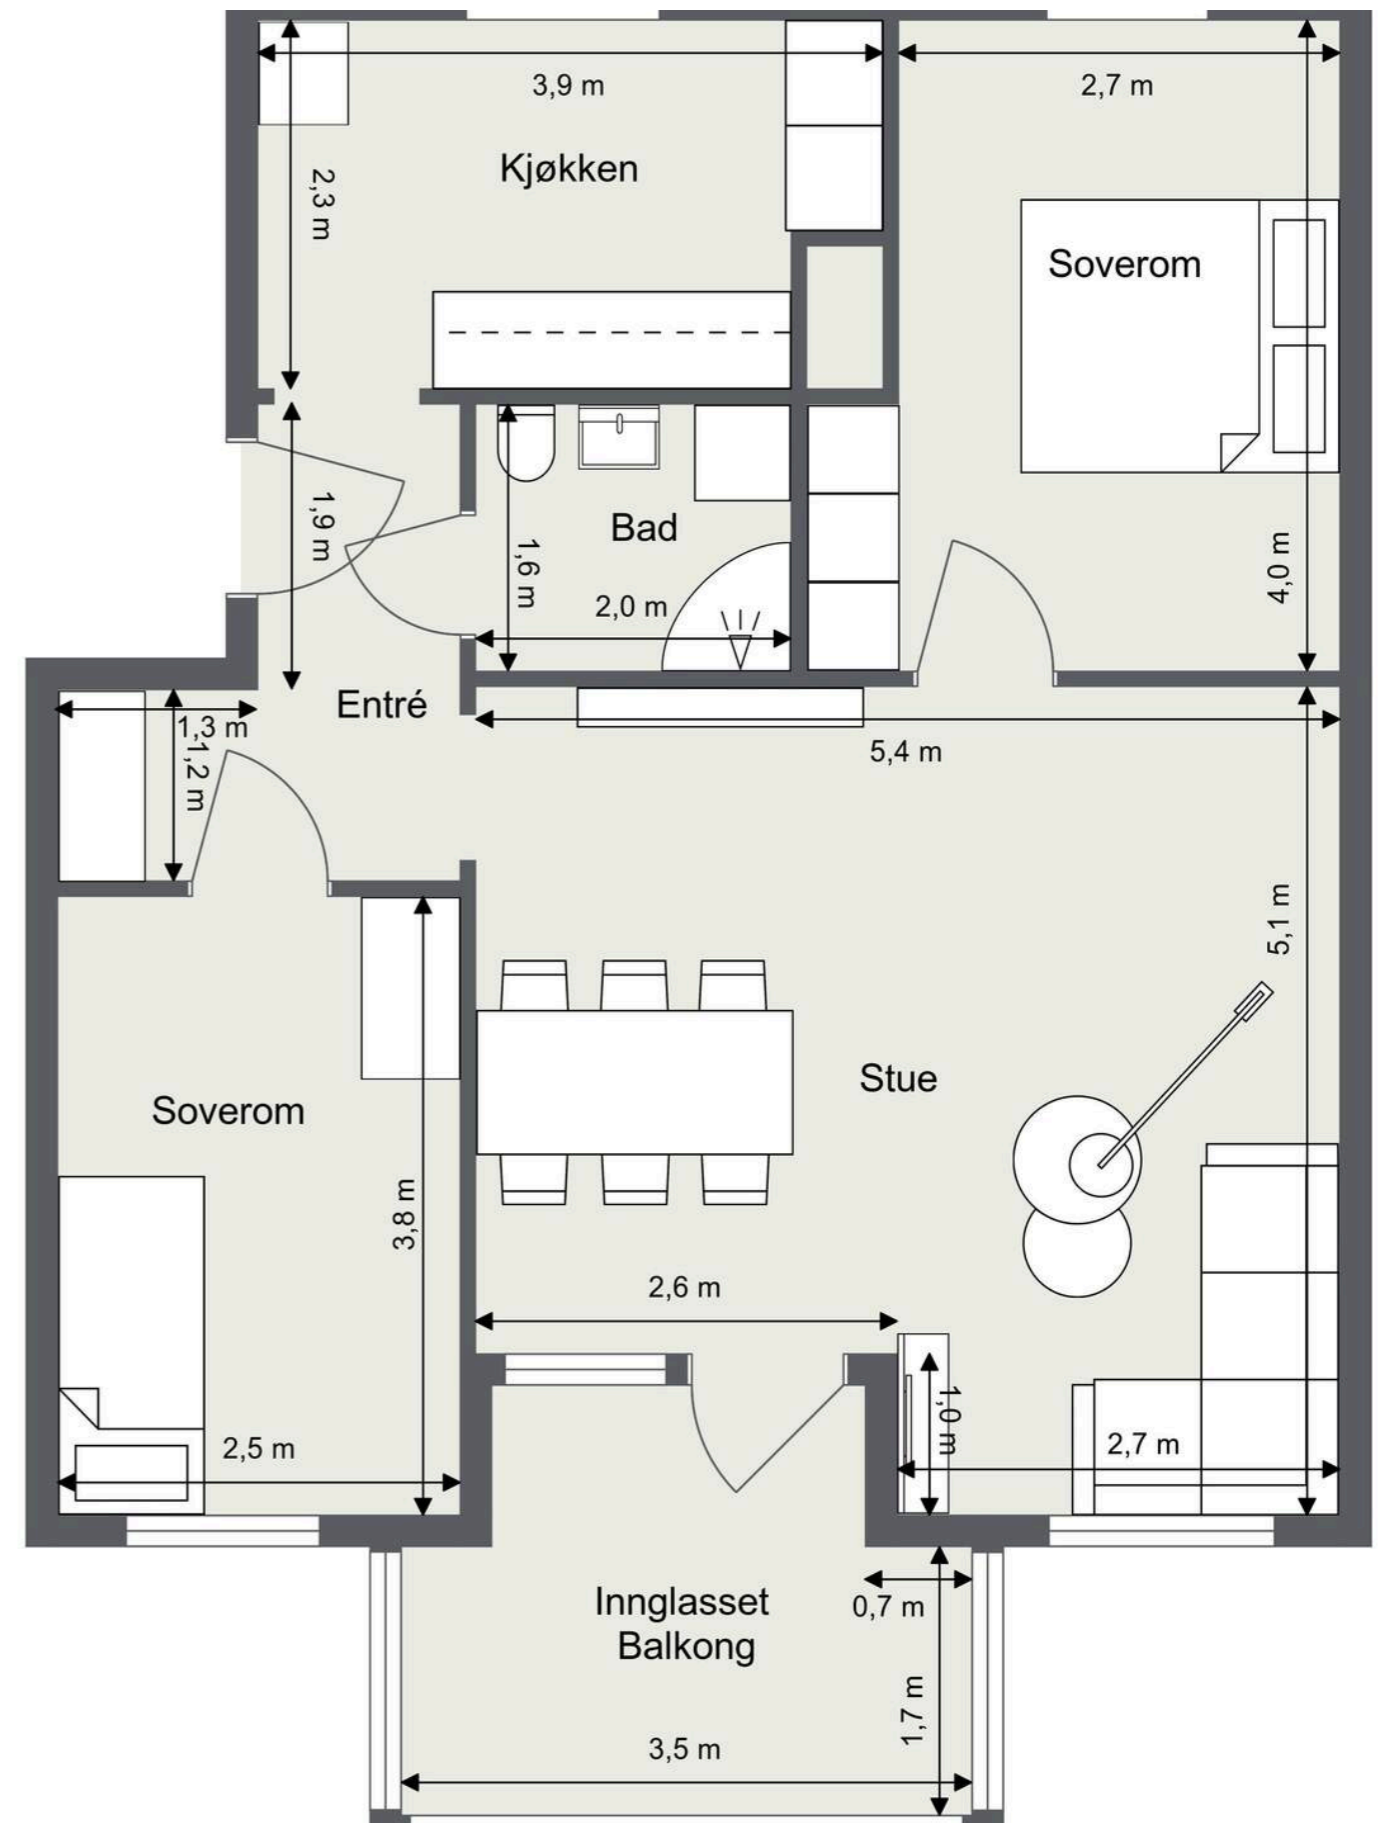 3,9 m
2,7 m
Kjøkken
2,3 m
Soverom
1,9 m
Bad
1,6 m
2,0 m
4,0 m
Entré
1,3 m
1,2 m
5,4 m
5,1 m
Stue
Soverom
3,8 m
2,6 m
1,0 m
2,5 m
2,7 m
Innglasset
Balkong
0,7 m
1,7 m
3,5 m